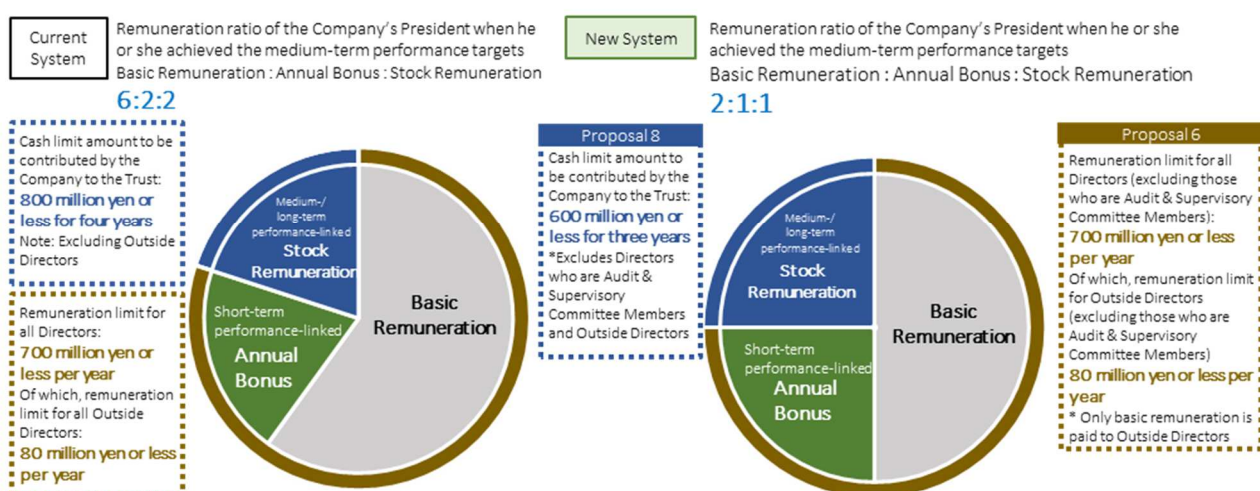 Current
System
Remuneration ratio of the Company's President when he
or she achieved the medium-term performance targets
Basic Remuneration : Annual Bonus : Stock Remuneration
6:2:2
Cash limit amount to be
contributed by the
Company to the Trust:
800 million yen or
less for four years
Note: Excluding Outside
Directors
Remuneration limit for
all Directors:
700 million yen or
less per year
Of which, remuneration
limit for all Outside
Directors:
80 million yen or less
per year
Medium-/
long-term
performance-linked
Stock
Remuneration
Short-term
performance-linked
Annual
Bonus
Basic
Remuneration
New System
Remuneration ratio of the Company's President when he or she
achieved the medium-term performance targets
Basic Remuneration : Annual Bonus : Stock Remuneration
2:1:1
Proposal 8
Cash limit amount to
be contributed by the
Company to the Trust:
600 million yen or
less for three years
*Excludes Directors
who are Audit &
Supervisory
Committee Members
and Outside Directors
Medium-/
long-term
performance-linked
Stock
Remuneration
Short-term
performance-linked
Annual
Bonus
Basic
Remuneration
Proposal 6
Remuneration limit for all
Directors (excluding those
who are Audit & Supervisory
Committee Members):
700 million yen or less
per year
Of which, remuneration limit
for Outside Directors
(excluding those who are
Audit & Supervisory
Committee Members)
80 million yen or less per
year
* Only basic remuneration is
paid to Outside Directors